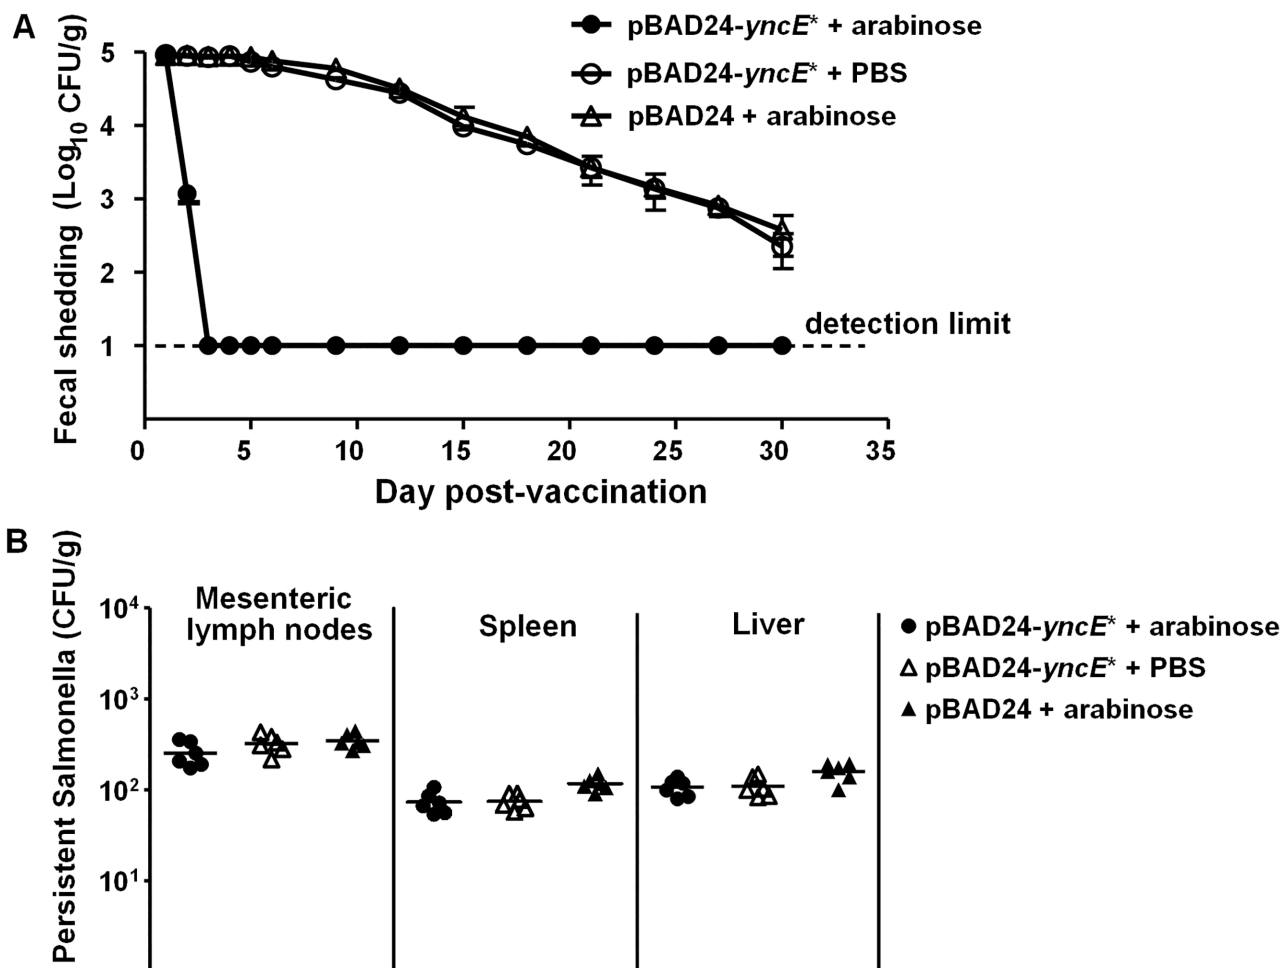 A
pBAD24-yncE* + arabinose
pBAD24-yncE* + PBS
pBAD24 + arabinose
Fecal shedding (Log10 CFU/g)
5
4
3
2
1
detection limit
0 5 10 15 20 25 30 35
Day post-vaccination
B
Persistent Salmonella (CFU/g)
10^4
10^3
10^2
10^1
Mesenteric
lymph nodes
Spleen
Liver
pBAD24-yncE* + arabinose
pBAD24-yncE* + PBS
pBAD24 + arabinose